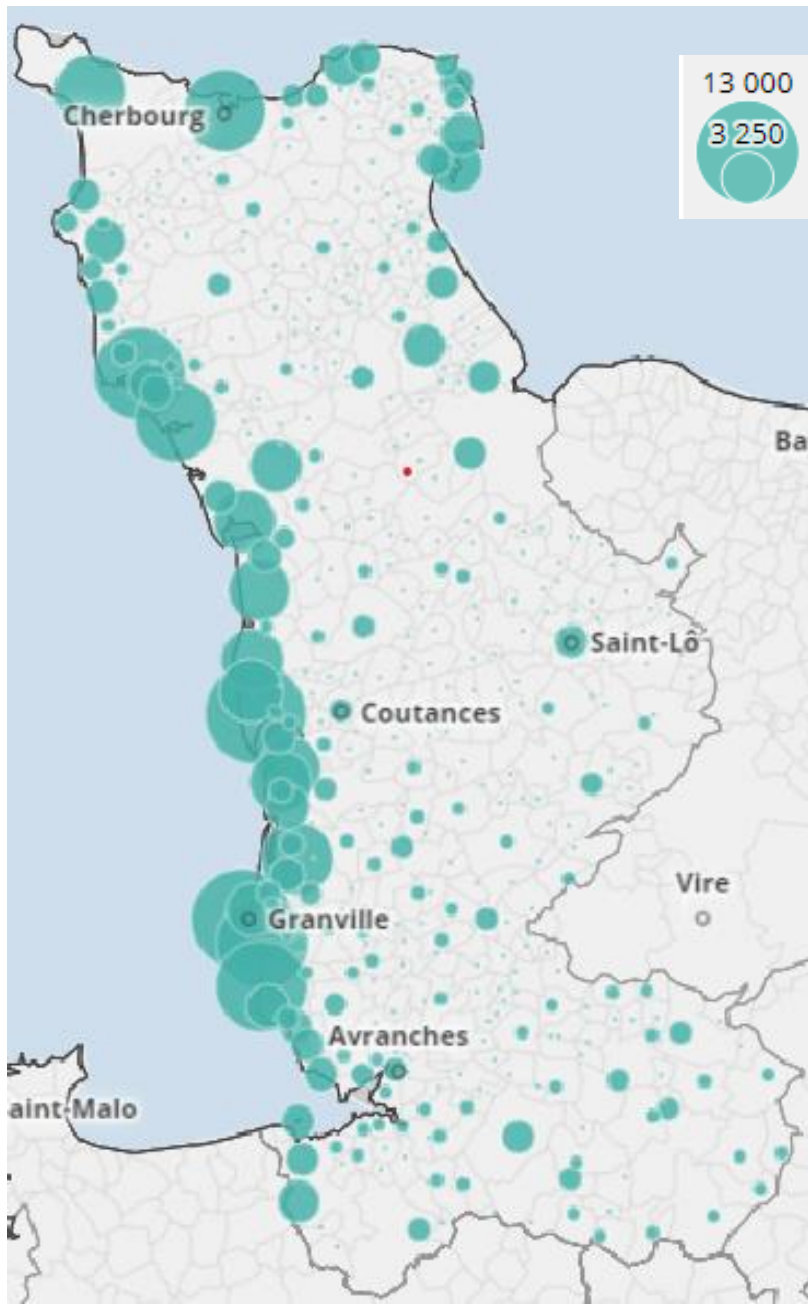 13 000
3 250
Cherbourg
Ba
Saint-Lô
Coutances
Vire
Granville
Avranches
aint-Malo